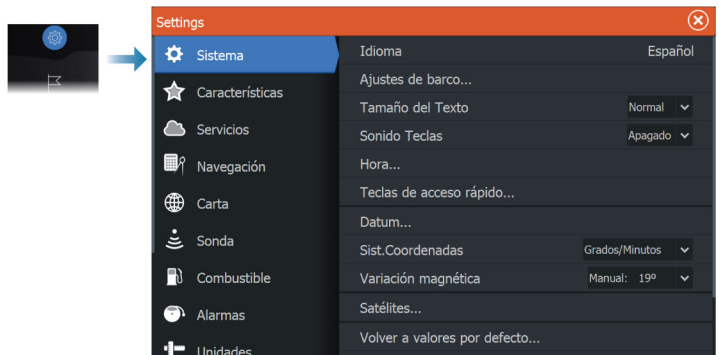 Settings
Sistema
Características
Servicios
Navegación
Carta
Sonda
Combustible
Alarmas
Unidades
Idioma Español
Ajustes de barco...
Tamaño del Texto Normal
Sonido Teclas Apagado
Hora...
Teclas de acceso rápido...
Datum...
Sist.Coordenadas Grados/Minutos
Variación magnética Manual: 19º
Satélites...
Volver a valores por defecto...